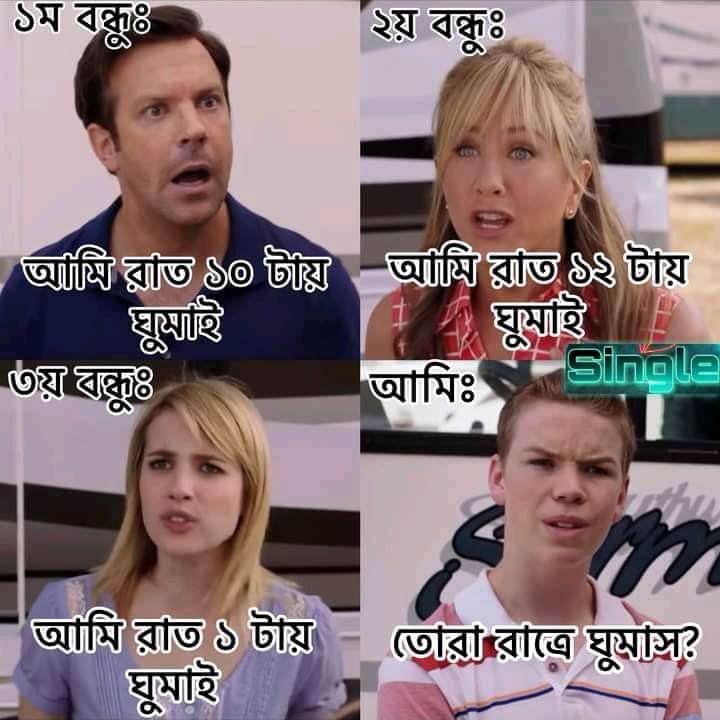 ১ম বন্ধুঃ
আমি রাত ১০ টায়
ঘুমাই
২য় বন্ধুঃ
আমি রাত ১২ টায়
ঘুমাই
৩য় বন্ধুঃ
আমি রাত ১ টায়
ঘুমাই
Single
আমিঃ
তোরা রাত্রে ঘুমাস?